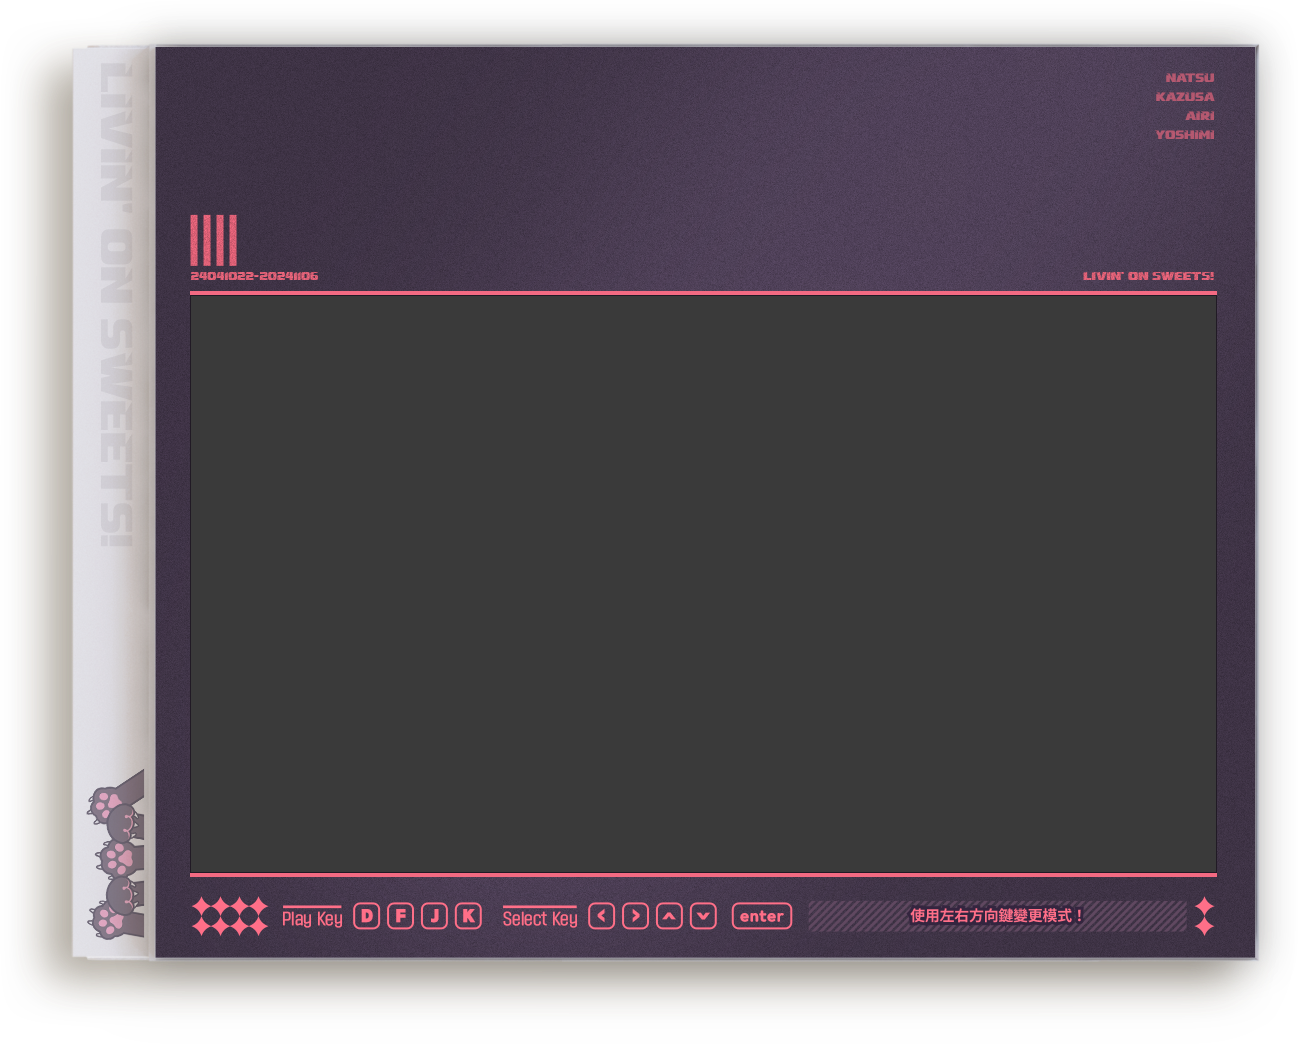 LIVIN' ON SWEETS!
NATSU
KAZUSA
AIRI
YOSHIMI
24041022-20241106
LIVIN' ON SWEETS!
Play Key D F J K Select Key < > ^ ⌄ enter 使用左右方向鍵變更模式！